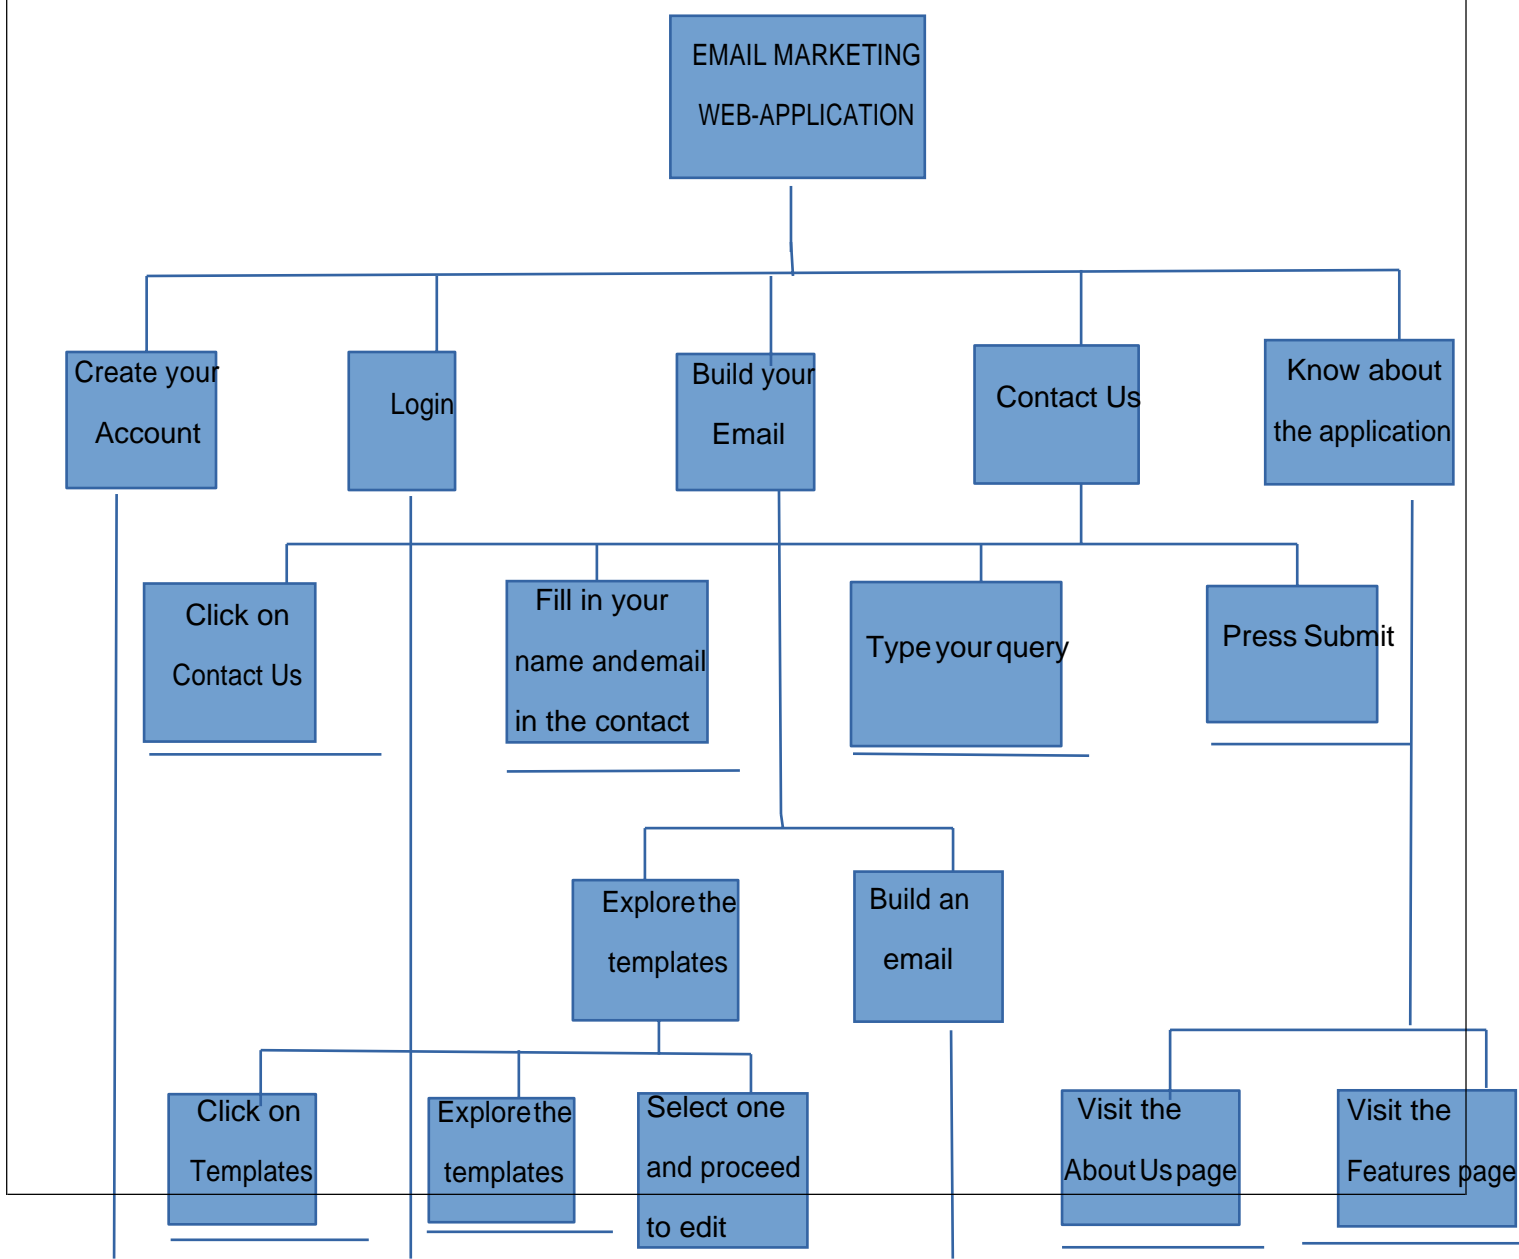 EMAIL MARKETING
WEB-APPLICATION
Create your
Account
Login
Build your
Email
Contact Us
Know about
the application
Click on
Contact Us
Fill in your
name and email
in the contact
Type your query
Press Submit
Explore the
templates
Build an
email
Click on
Templates
Explore the
templates
Select one
and proceed
to edit
Visit the
About Us page
Visit the
Features page